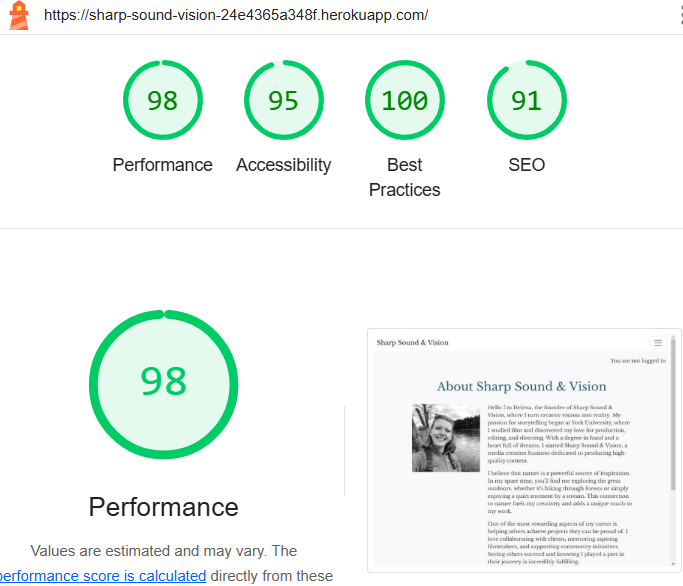 https://sharp-sound-vision-24e4365a348f.herokuapp.com/
98
95
100
91
Performance
Accessibility
Best
Practices
SEO
98
Performance
Values are estimated and may vary. The
performance score is calculated directly from these
Sharp Sound & Vision
You are not logged in
About Sharp Sound & Vision
Hello I'm Helena, the founder of Sharp Sound &
Vision, where I turn creative visions into reality. My
passion for storytelling began at York University, where
I studied film and discovered my love for production,
editing, and directing. With a degree in hand and a
heart full of dreams, I started Sharp Sound & Vision, a
media creation business dedicated to producing high-
quality content.
I believe that nature is a powerful source of inspiration.
In my spare time, you'll find me exploring the great
outdoors, whether it's hiking through forests or simply
enjoying a quiet moment by a stream. This connection
to nature fuels my creativity and adds a unique touch to
my work.
One of the most rewarding aspects of my career is
helping others achieve projects they can be proud of. I
love collaborating with clients, mentoring aspiring
filmmakers, and supporting community initiatives.
Seeing others succeed and knowing I played a part in
their journey is incredibly fulfilling.